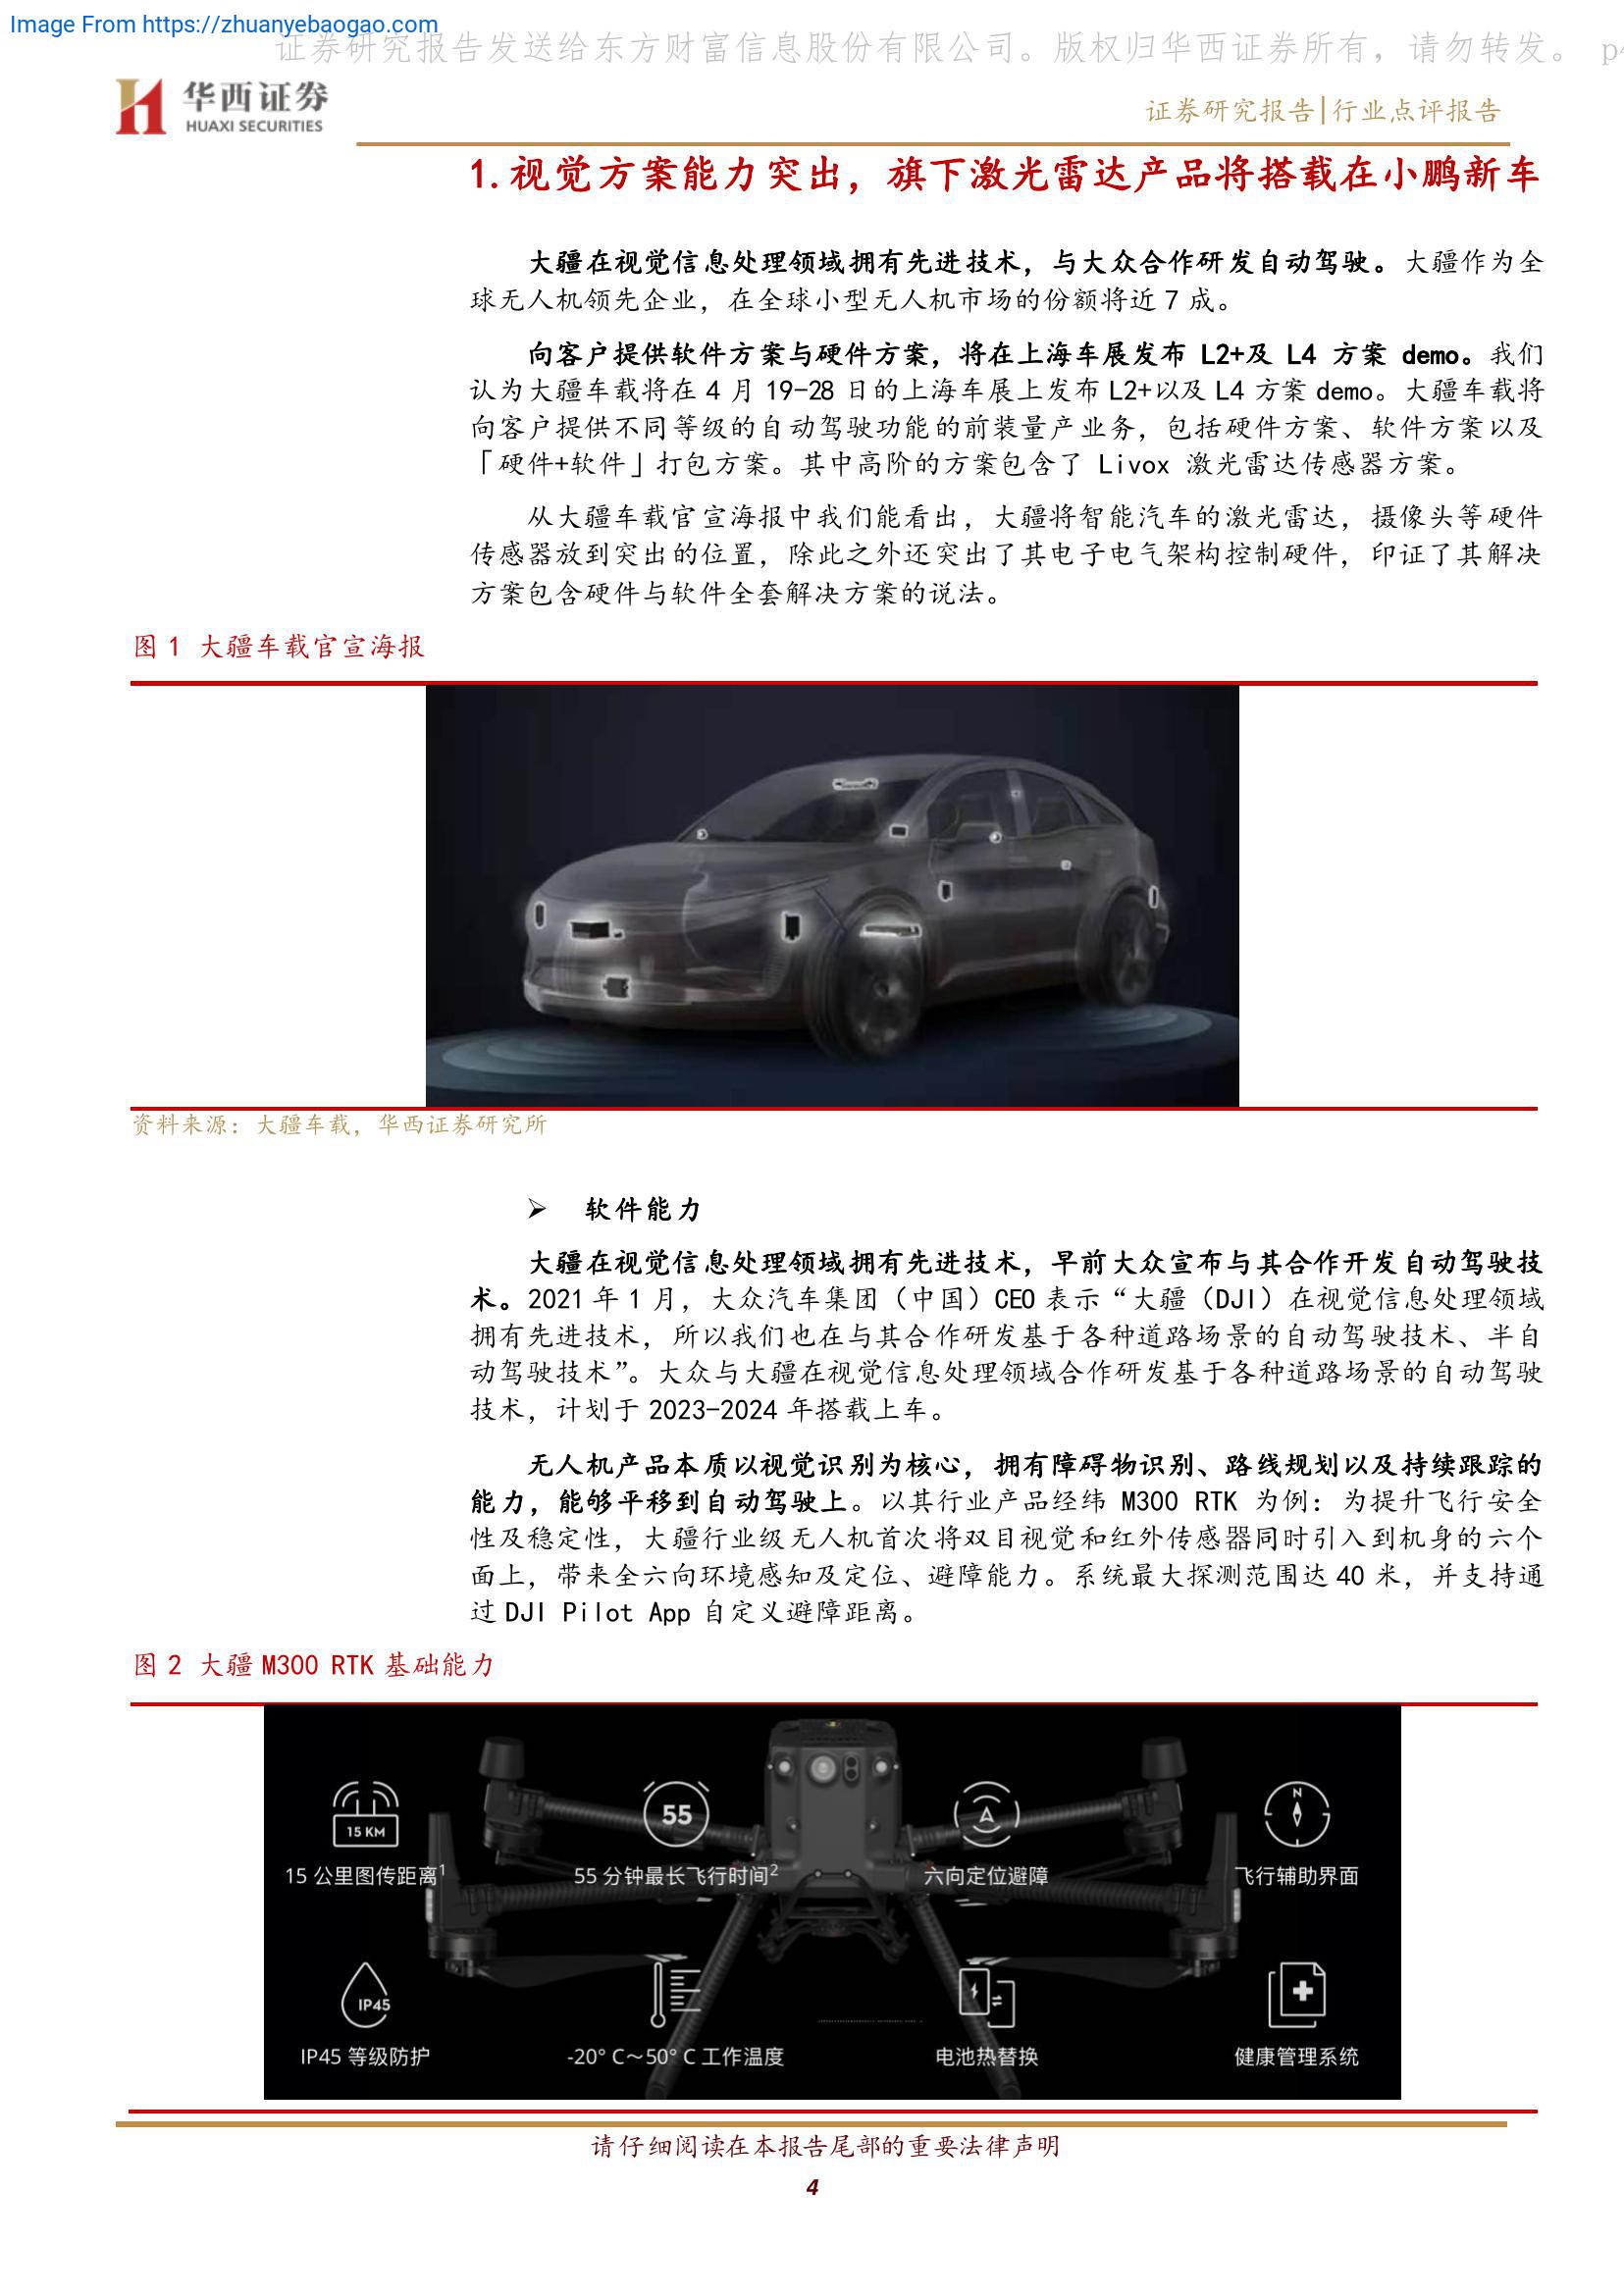 Image From https://zhuanyebaogao.com
证券研究报告发送给东方财富信息股份有限公司。版权归华西证券所有，请勿转发。 p4
华西证券
HUAXI SECURITIES
证券研究报告|行业点评报告
1.视觉方案能力突出，旗下激光雷达产品将搭载在小鹏新车
大疆在视觉信息处理领域拥有先进技术，与大众合作研发自动驾驶。大疆作为全
球无人机领先企业，在全球小型无人机市场的份额将近 7 成。
向客户提供软件方案与硬件方案，将在上海车展发布 L2+及 L4 方案 demo。我们
认为大疆车载将在 4 月 19-28 日的上海车展上发布 L2+以及 L4 方案 demo。大疆车载将
向客户提供不同等级的自动驾驶功能的前装量产业务，包括硬件方案、软件方案以及
「硬件+软件」打包方案。其中高阶的方案包含了 Livox 激光雷达传感器方案。
从大疆车载官宣海报中我们能看出，大疆将智能汽车的激光雷达，摄像头等硬件
传感器放到突出的位置，除此之外还突出了其电子电气架构控制硬件，印证了其解决
方案包含硬件与软件全套解决方案的说法。
图 1 大疆车载官宣海报
资料来源：大疆车载，华西证券研究所
➢ 软件能力
大疆在视觉信息处理领域拥有先进技术，早前大众宣布与其合作开发自动驾驶技
术。2021 年 1 月，大众汽车集团（中国）CEO 表示“大疆（DJI）在视觉信息处理领域
拥有先进技术，所以我们也在与其合作研发基于各种道路场景的自动驾驶技术、半自
动驾驶技术”。大众与大疆在视觉信息处理领域合作研发基于各种道路场景的自动驾驶
技术，计划于 2023-2024 年搭载上车。
无人机产品本质以视觉识别为核心，拥有障碍物识别、路线规划以及持续跟踪的
能力，能够平移到自动驾驶上。以其行业产品经纬 M300 RTK 为例：为提升飞行安全
性及稳定性，大疆行业级无人机首次将双目视觉和红外传感器同时引入到机身的六个
面上，带来全六向环境感知及定位、避障能力。系统最大探测范围达 40 米，并支持通
过 DJI Pilot App 自定义避障距离。
图 2 大疆 M300 RTK 基础能力
15 KM
55
N
15 公里图传距离1
55 分钟最长飞行时间2
六向定位避障
飞行辅助界面
IP45
IP45 等级防护
-20° C～50° C 工作温度
电池热替换
健康管理系统
请仔细阅读在本报告尾部的重要法律声明
4